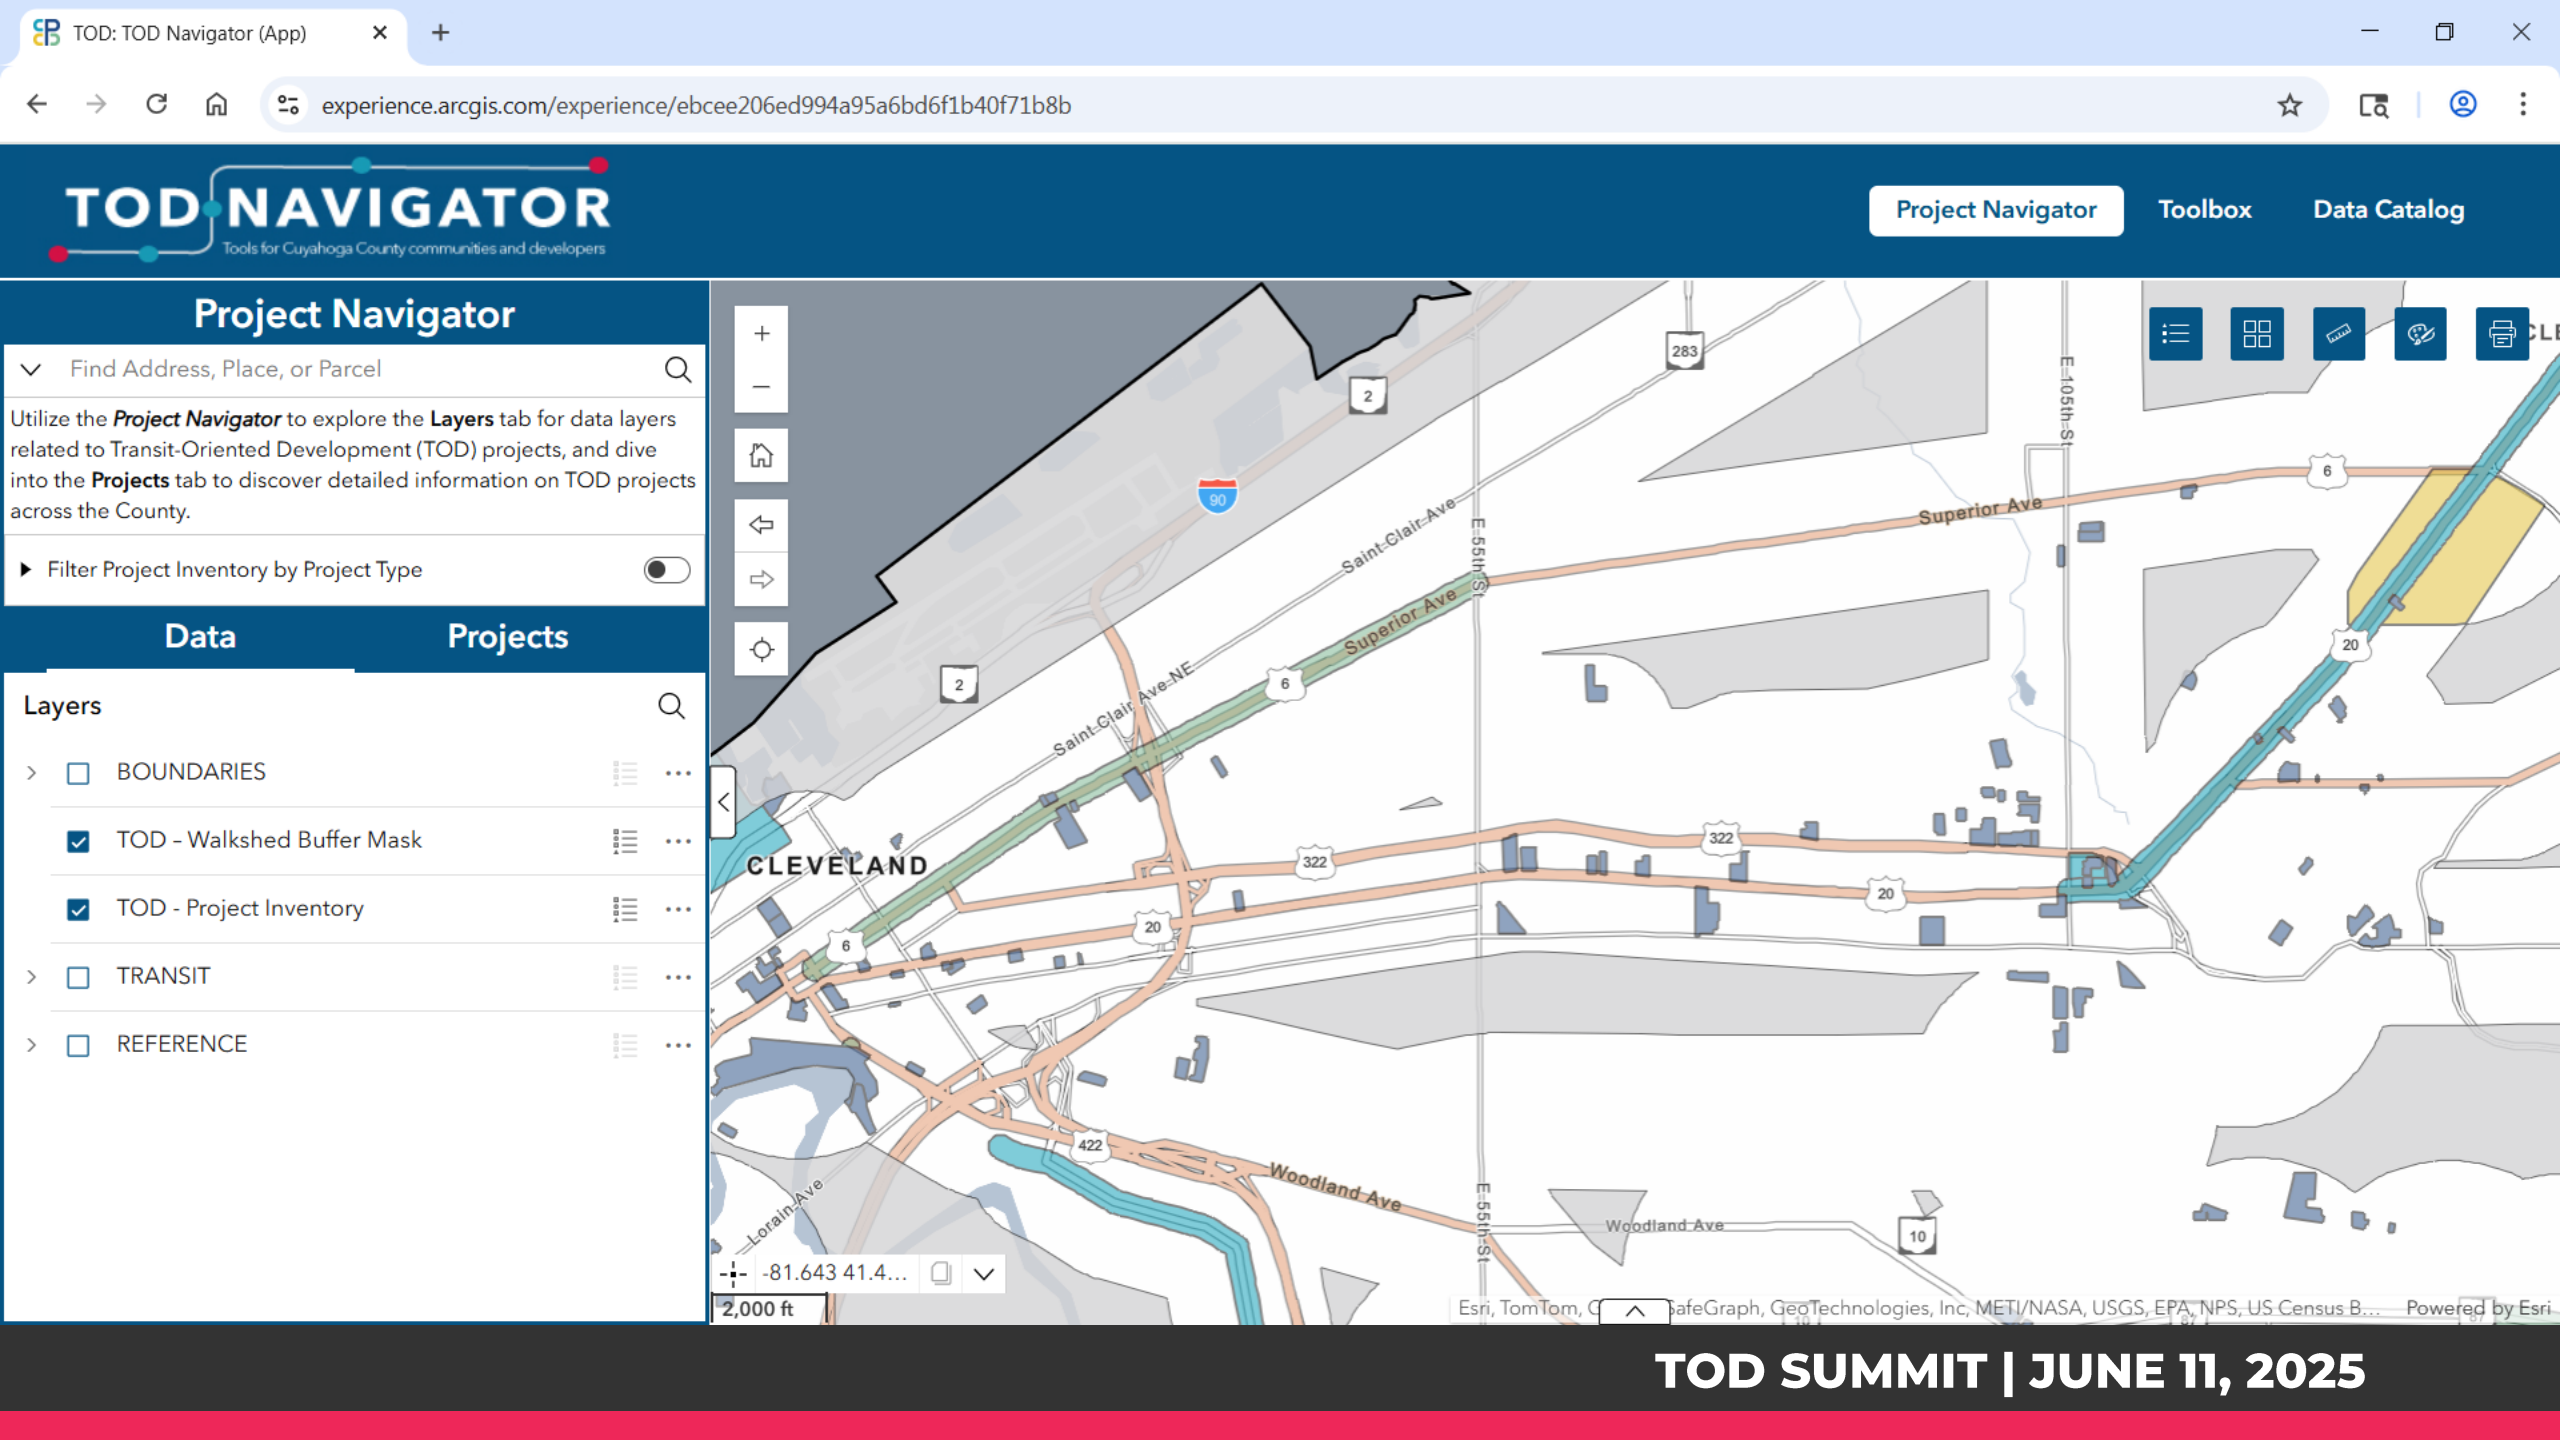 TOD: TOD Navigator (App)
experience.arcgis.com/experience/ebcee206ed994a95a6bd6f1b40f71b8b
TOD NAVIGATOR
Tools for Cuyahoga County communities and developers
Project Navigator
Toolbox
Data Catalog
Project Navigator
Find Address, Place, or Parcel
Utilize the Project Navigator to explore the Layers tab for data layers
related to Transit-Oriented Development (TOD) projects, and dive
into the Projects tab to discover detailed information on TOD projects
across the County.
Filter Project Inventory by Project Type
Data
Projects
Layers
BOUNDARIES
TOD – Walkshed Buffer Mask
TOD - Project Inventory
TRANSIT
REFERENCE
283
2
90
E 105th St
CLE
6
Superior Ave
Saint Clair Ave
E 55th St
Superior Ave
6
2
Saint Clair Ave NE
20
CLEVELAND
322
322
20
20
6
422
Woodland Ave
E 55th St
Woodland Ave
10
Lorain Ave
-81.643 41.4...
2,000 ft
Esri, TomTom, G
SafeGraph, GeoTechnologies, Inc, METI/NASA, USGS, EPA, NPS, US Census B...
Powered by Esri
10
87
87
TOD SUMMIT | JUNE 11, 2025